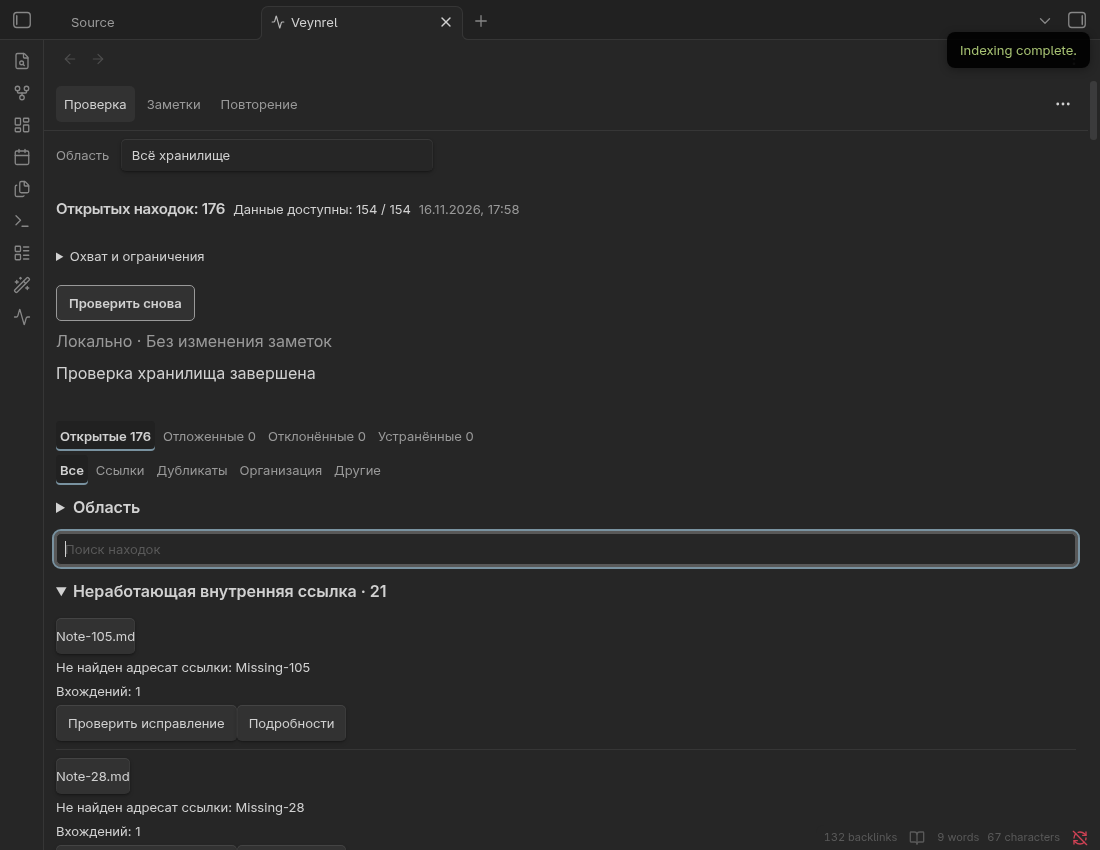 Source
Veynrel
Indexing complete.
Проверка Заметки Повторение
Область Всё хранилище
Открытых находок: 176 Данные доступны: 154 / 154 16.11.2026, 17:58
Охват и ограничения
Проверить снова
Локально · Без изменения заметок
Проверка хранилища завершена
Открытые 176 Отложенные 0 Отклонённые 0 Устранённые 0
Все Ссылки Дубликаты Организация Другие
Область
Поиск находок
Неработающая внутренняя ссылка · 21
Note-105.md
Не найден адресат ссылки: Missing-105
Вхождений: 1
Проверить исправление Подробности
Note-28.md
Не найден адресат ссылки: Missing-28
Вхождений: 1
132 backlinks 9 words 67 characters